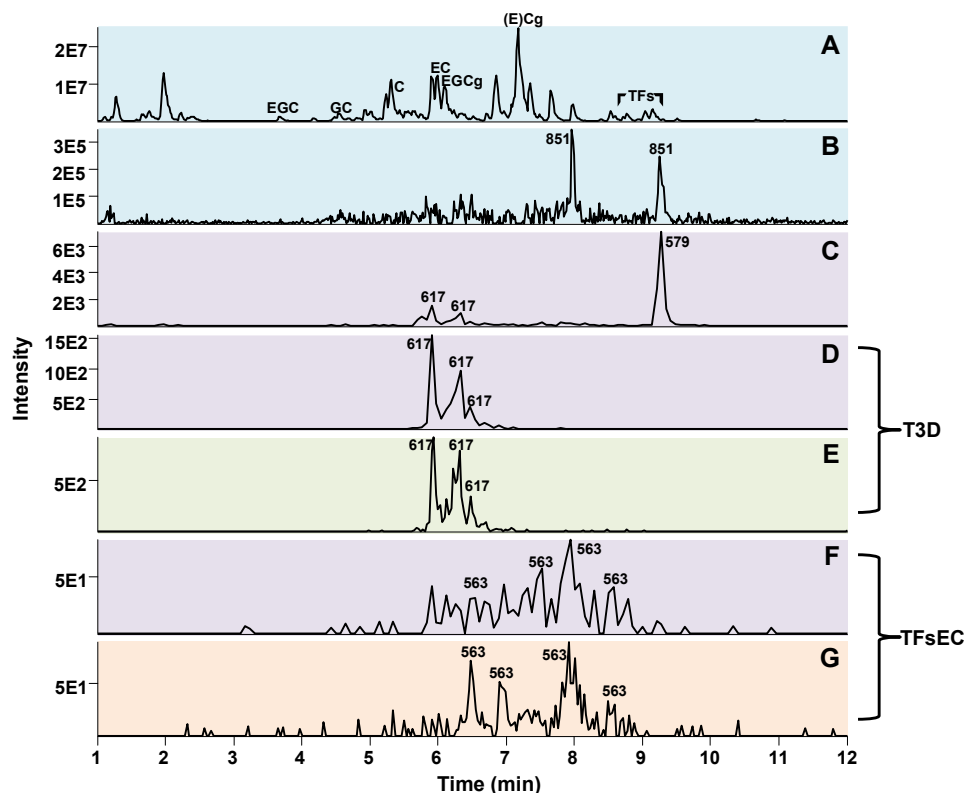 (E)Cg
A
2E7
1E7
EGC
GC
C
EC
EGCg
TFs
B
3E5
2E5
1E5
851
851
C
6E3
4E3
2E3
617
617
579
D
15E2
10E2
5E2
617
617
617
E
5E2
617
617
617
T3D
F
5E1
563
563
563
563
G
5E1
563
563
563
563
TFsEC
Intensity
1 2 3 4 5 6 7 8 9 10 11 12
Time (min)